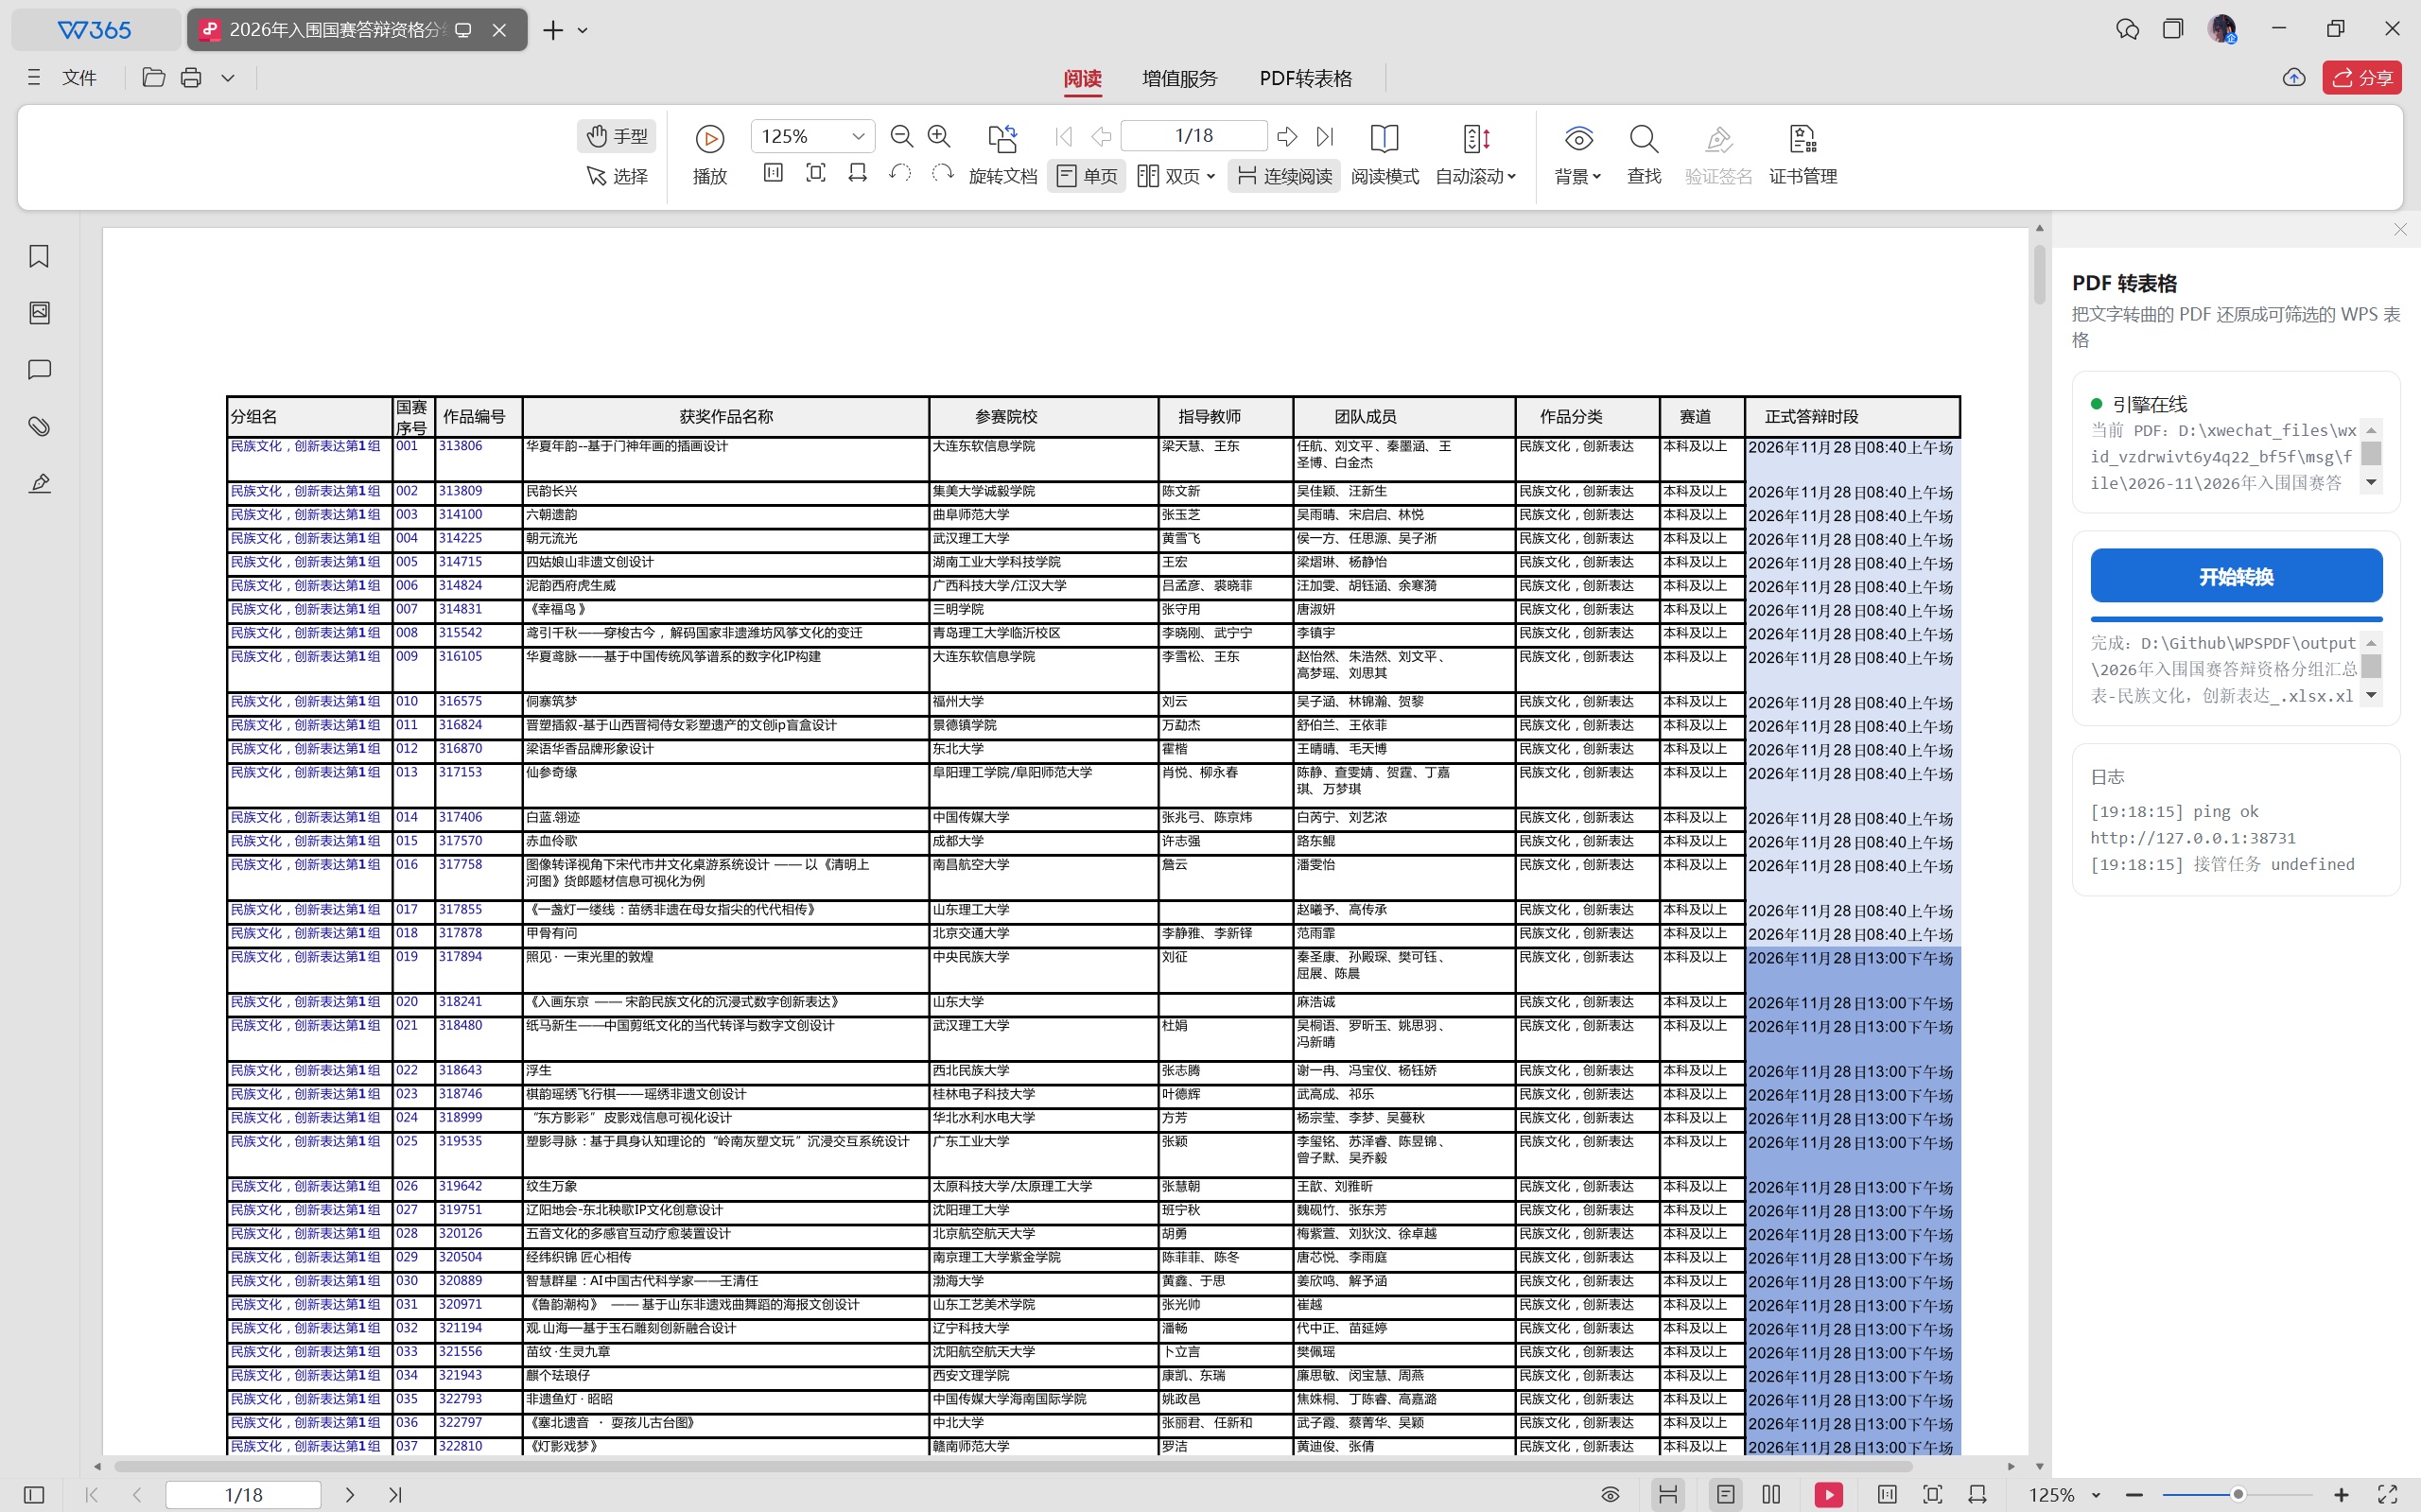 W365
2026年入围国赛答辩资格分
文件
阅读
增值服务
PDF转表格
分享
手型
选择
播放
125%
1/18
旋转文档
单页
双页
连续阅读
阅读模式
自动滚动
背景
查找
验证签名
证书管理
分组名 国赛序号 作品编号 获奖作品名称 参赛院校 指导教师 团队成员 作品分类 赛道 正式答辩时段
民族文化，创新表达第1组 001 313806 华夏年韵--基于门神年画的插画设计 大连东软信息学院 梁天慧、王东 任航、刘文平、秦墨涵、王圣博、白金杰 民族文化，创新表达 本科及以上 2026年11月28日08:40上午场
民族文化，创新表达第1组 002 313809 民韵长兴 集美大学诚毅学院 陈文新 吴佳颖、汪新生 民族文化，创新表达 本科及以上 2026年11月28日08:40上午场
民族文化，创新表达第1组 003 314100 六朝遗韵 曲阜师范大学 张玉芝 吴雨晴、宋启启、林悦 民族文化，创新表达 本科及以上 2026年11月28日08:40上午场
民族文化，创新表达第1组 004 314225 朝元流光 武汉理工大学 黄雪飞 侯一方、任思源、吴子淅 民族文化，创新表达 本科及以上 2026年11月28日08:40上午场
民族文化，创新表达第1组 005 314715 四姑娘山非遗文创设计 湖南工业大学科技学院 王宏 梁熠琳、杨静怡 民族文化，创新表达 本科及以上 2026年11月28日08:40上午场
民族文化，创新表达第1组 006 314824 泥韵西府虎生威 广西科技大学/江汉大学 吕孟彦、裘晓菲 汪加雯、胡钰涵、余寒漪 民族文化，创新表达 本科及以上 2026年11月28日08:40上午场
民族文化，创新表达第1组 007 314831 《幸福鸟》 三明学院 张守用 唐淑妍 民族文化，创新表达 本科及以上 2026年11月28日08:40上午场
民族文化，创新表达第1组 008 315542 鸢引千秋——穿梭古今，解码国家非遗潍坊风筝文化的变迁 青岛理工大学临沂校区 李晓刚、武宁宁 李镇宇 民族文化，创新表达 本科及以上 2026年11月28日08:40上午场
民族文化，创新表达第1组 009 316105 华夏鸢脉——基于中国传统风筝谱系的数字化IP构建 大连东软信息学院 李雪松、王东 赵怡然、朱浩然、刘文平、高梦瑶、刘思其 民族文化，创新表达 本科及以上 2026年11月28日08:40上午场
民族文化，创新表达第1组 010 316575 侗寨筑梦 福州大学 刘云 吴子涵、林锦瀚、贺黎 民族文化，创新表达 本科及以上 2026年11月28日08:40上午场
民族文化，创新表达第1组 011 316824 晋塑插叙-基于山西晋祠侍女彩塑遗产的文创ip盲盒设计 景德镇学院 万勐杰 舒伯兰、王依菲 民族文化，创新表达 本科及以上 2026年11月28日08:40上午场
民族文化，创新表达第1组 012 316870 梁语华香品牌形象设计 东北大学 霍楷 王晴晴、毛天博 民族文化，创新表达 本科及以上 2026年11月28日08:40上午场
民族文化，创新表达第1组 013 317153 仙参奇缘 阜阳理工学院/阜阳师范大学 肖悦、柳永春 陈静、查雯婧、贺霆、丁嘉琪、万梦琪 民族文化，创新表达 本科及以上 2026年11月28日08:40上午场
民族文化，创新表达第1组 014 317406 白蓝.翎迹 中国传媒大学 张兆弓、陈京炜 白芮宁、刘艺浓 民族文化，创新表达 本科及以上 2026年11月28日08:40上午场
民族文化，创新表达第1组 015 317570 赤血伶歌 成都大学 许志强 路东鲲 民族文化，创新表达 本科及以上 2026年11月28日08:40上午场
民族文化，创新表达第1组 016 317758 图像转译视角下宋代市井文化桌游系统设计 —— 以《清明上河图》货郎题材信息可视化为例 南昌航空大学 詹云 潘雯怡 民族文化，创新表达 本科及以上 2026年11月28日08:40上午场
民族文化，创新表达第1组 017 317855 《一盏灯一缕线：苗绣非遗在母女指尖的代代相传》 山东理工大学 赵曦予、高传承 民族文化，创新表达 本科及以上 2026年11月28日08:40上午场
民族文化，创新表达第1组 018 317878 甲骨有问 北京交通大学 李静雅、李新铎 范雨霏 民族文化，创新表达 本科及以上 2026年11月28日08:40上午场
民族文化，创新表达第1组 019 317894 照见· 一束光里的敦煌 中央民族大学 刘征 秦圣康、孙殿琛、樊可钰、屈展、陈晨 民族文化，创新表达 本科及以上 2026年11月28日13:00下午场
民族文化，创新表达第1组 020 318241 《入画东京 —— 宋韵民族文化的沉浸式数字创新表达》 山东大学 麻浩诚 民族文化，创新表达 本科及以上 2026年11月28日13:00下午场
民族文化，创新表达第1组 021 318480 纸马新生——中国剪纸文化的当代转译与数字文创设计 武汉理工大学 杜娟 吴桐语、罗昕玉、姚思羽、冯新晴 民族文化，创新表达 本科及以上 2026年11月28日13:00下午场
民族文化，创新表达第1组 022 318643 浮生 西北民族大学 张志腾 谢一冉、冯宝仪、杨钰娇 民族文化，创新表达 本科及以上 2026年11月28日13:00下午场
民族文化，创新表达第1组 023 318746 棋韵瑶绣飞行棋——瑶绣非遗文创设计 桂林电子科技大学 叶德辉 武高成、祁乐 民族文化，创新表达 本科及以上 2026年11月28日13:00下午场
民族文化，创新表达第1组 024 318999 “东方影彩”皮影戏信息可视化设计 华北水利水电大学 方芳 杨宗莹、李梦、吴蔓秋 民族文化，创新表达 本科及以上 2026年11月28日13:00下午场
民族文化，创新表达第1组 025 319535 塑影寻脉：基于具身认知理论的“岭南灰塑文玩”沉浸交互系统设计 广东工业大学 张颖 李玺铭、苏泽睿、陈昱锦、曾子默、吴乔毅 民族文化，创新表达 本科及以上 2026年11月28日13:00下午场
民族文化，创新表达第1组 026 319642 纹生万象 太原科技大学/太原理工大学 张慧朝 王歆、刘雅昕 民族文化，创新表达 本科及以上 2026年11月28日13:00下午场
民族文化，创新表达第1组 027 319751 辽阳地会-东北秧歌IP文化创意设计 沈阳理工大学 班宁秋 魏砚竹、张东芳 民族文化，创新表达 本科及以上 2026年11月28日13:00下午场
民族文化，创新表达第1组 028 320126 五音文化的多感官互动疗愈装置设计 北京航空航天大学 胡勇 梅紫萱、刘狄汶、徐卓越 民族文化，创新表达 本科及以上 2026年11月28日13:00下午场
民族文化，创新表达第1组 029 320504 经纬织锦 匠心相传 南京理工大学紫金学院 陈菲菲、陈冬 唐芯悦、李雨庭 民族文化，创新表达 本科及以上 2026年11月28日13:00下午场
民族文化，创新表达第1组 030 320889 智慧群星：AI中国古代科学家——王清任 渤海大学 黄鑫、于思 姜欣鸣、解予涵 民族文化，创新表达 本科及以上 2026年11月28日13:00下午场
民族文化，创新表达第1组 031 320971 《鲁韵潮构》 —— 基于山东非遗戏曲舞蹈的海报文创设计 山东工艺美术学院 张光帅 崔越 民族文化，创新表达 本科及以上 2026年11月28日13:00下午场
民族文化，创新表达第1组 032 321194 观.山海—基于玉石雕刻创新融合设计 辽宁科技大学 潘畅 代中正、苗延婷 民族文化，创新表达 本科及以上 2026年11月28日13:00下午场
民族文化，创新表达第1组 033 321556 苗纹·生灵九章 沈阳航空航天大学 卜立言 樊佩瑶 民族文化，创新表达 本科及以上 2026年11月28日13:00下午场
民族文化，创新表达第1组 034 321943 麒个珐琅仔 西安文理学院 康凯、东瑞 廉思敏、闵宝慧、周燕 民族文化，创新表达 本科及以上 2026年11月28日13:00下午场
民族文化，创新表达第1组 035 322793 非遗鱼灯 · 昭昭 中国传媒大学海南国际学院 姚政邑 焦姝桐、丁陈睿、高嘉潞 民族文化，创新表达 本科及以上 2026年11月28日13:00下午场
民族文化，创新表达第1组 036 322797 《塞北遗音 · 耍孩儿古台图》 中北大学 张丽君、任新和 武子霞、蔡菁华、吴颖 民族文化，创新表达 本科及以上 2026年11月28日13:00下午场
民族文化，创新表达第1组 037 322810 《灯影戏梦》 赣南师范大学 罗洁 黄迪俊、张倩 民族文化，创新表达 本科及以上 2026年11月28日13:00下午场
PDF 转表格
把文字转曲的 PDF 还原成可筛选的 WPS 表
格
引擎在线
当前 PDF：D:\xwechat_files\wx
id_vzdrwivt6y4q22_bf5f\msg\f
ile\2026-11\2026年入围国赛答
开始转换
完成：D:\Github\WPSPDF\output
\2026年入围国赛答辩资格分组汇总
表-民族文化，创新表达_.xlsx.xl
日志
[19:18:15] ping ok
http://127.0.0.1:38731
[19:18:15] 接管任务 undefined
1/18
125%